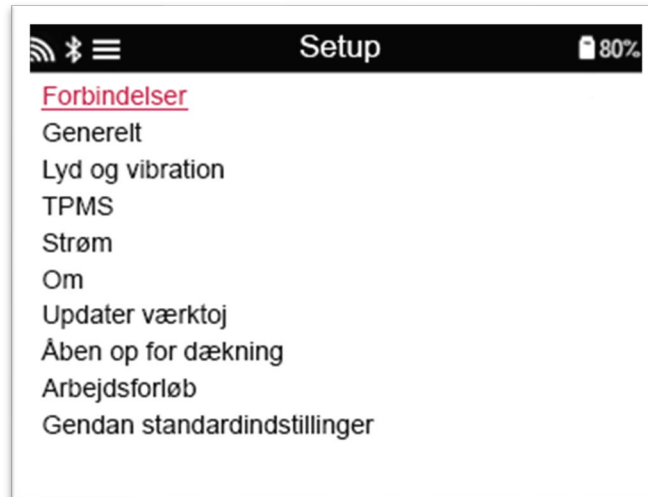 Setup
80%
Forbindelser
Generelt
Lyd og vibration
TPMS
Strøm
Om
Updater værktoj
Åben op for dækning
Arbejdsforløb
Gendan standardindstillinger